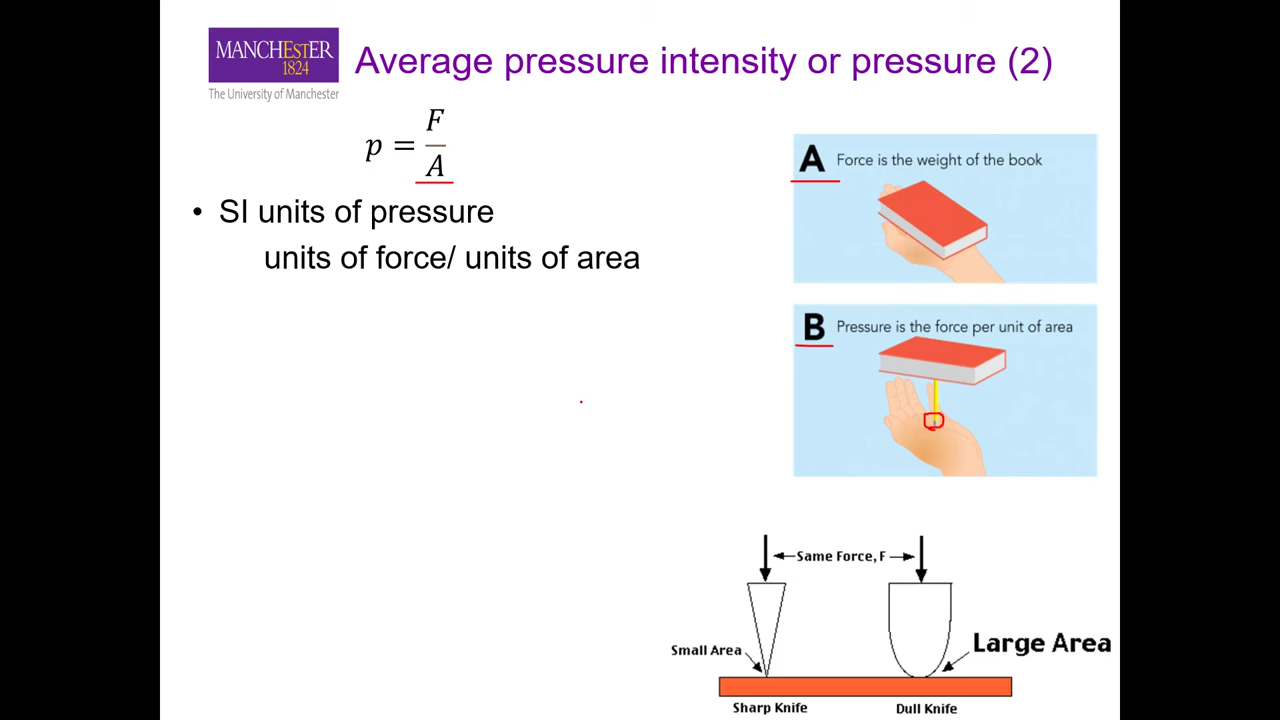 MANCHESTER
1824
The University of Manchester
Average pressure intensity or pressure (2)
p = F/A
• SI units of pressure
units of force/ units of area
A Force is the weight of the book
B Pressure is the force per unit of area
Same Force, F
Small Area
Large Area
Sharp Knife
Dull Knife